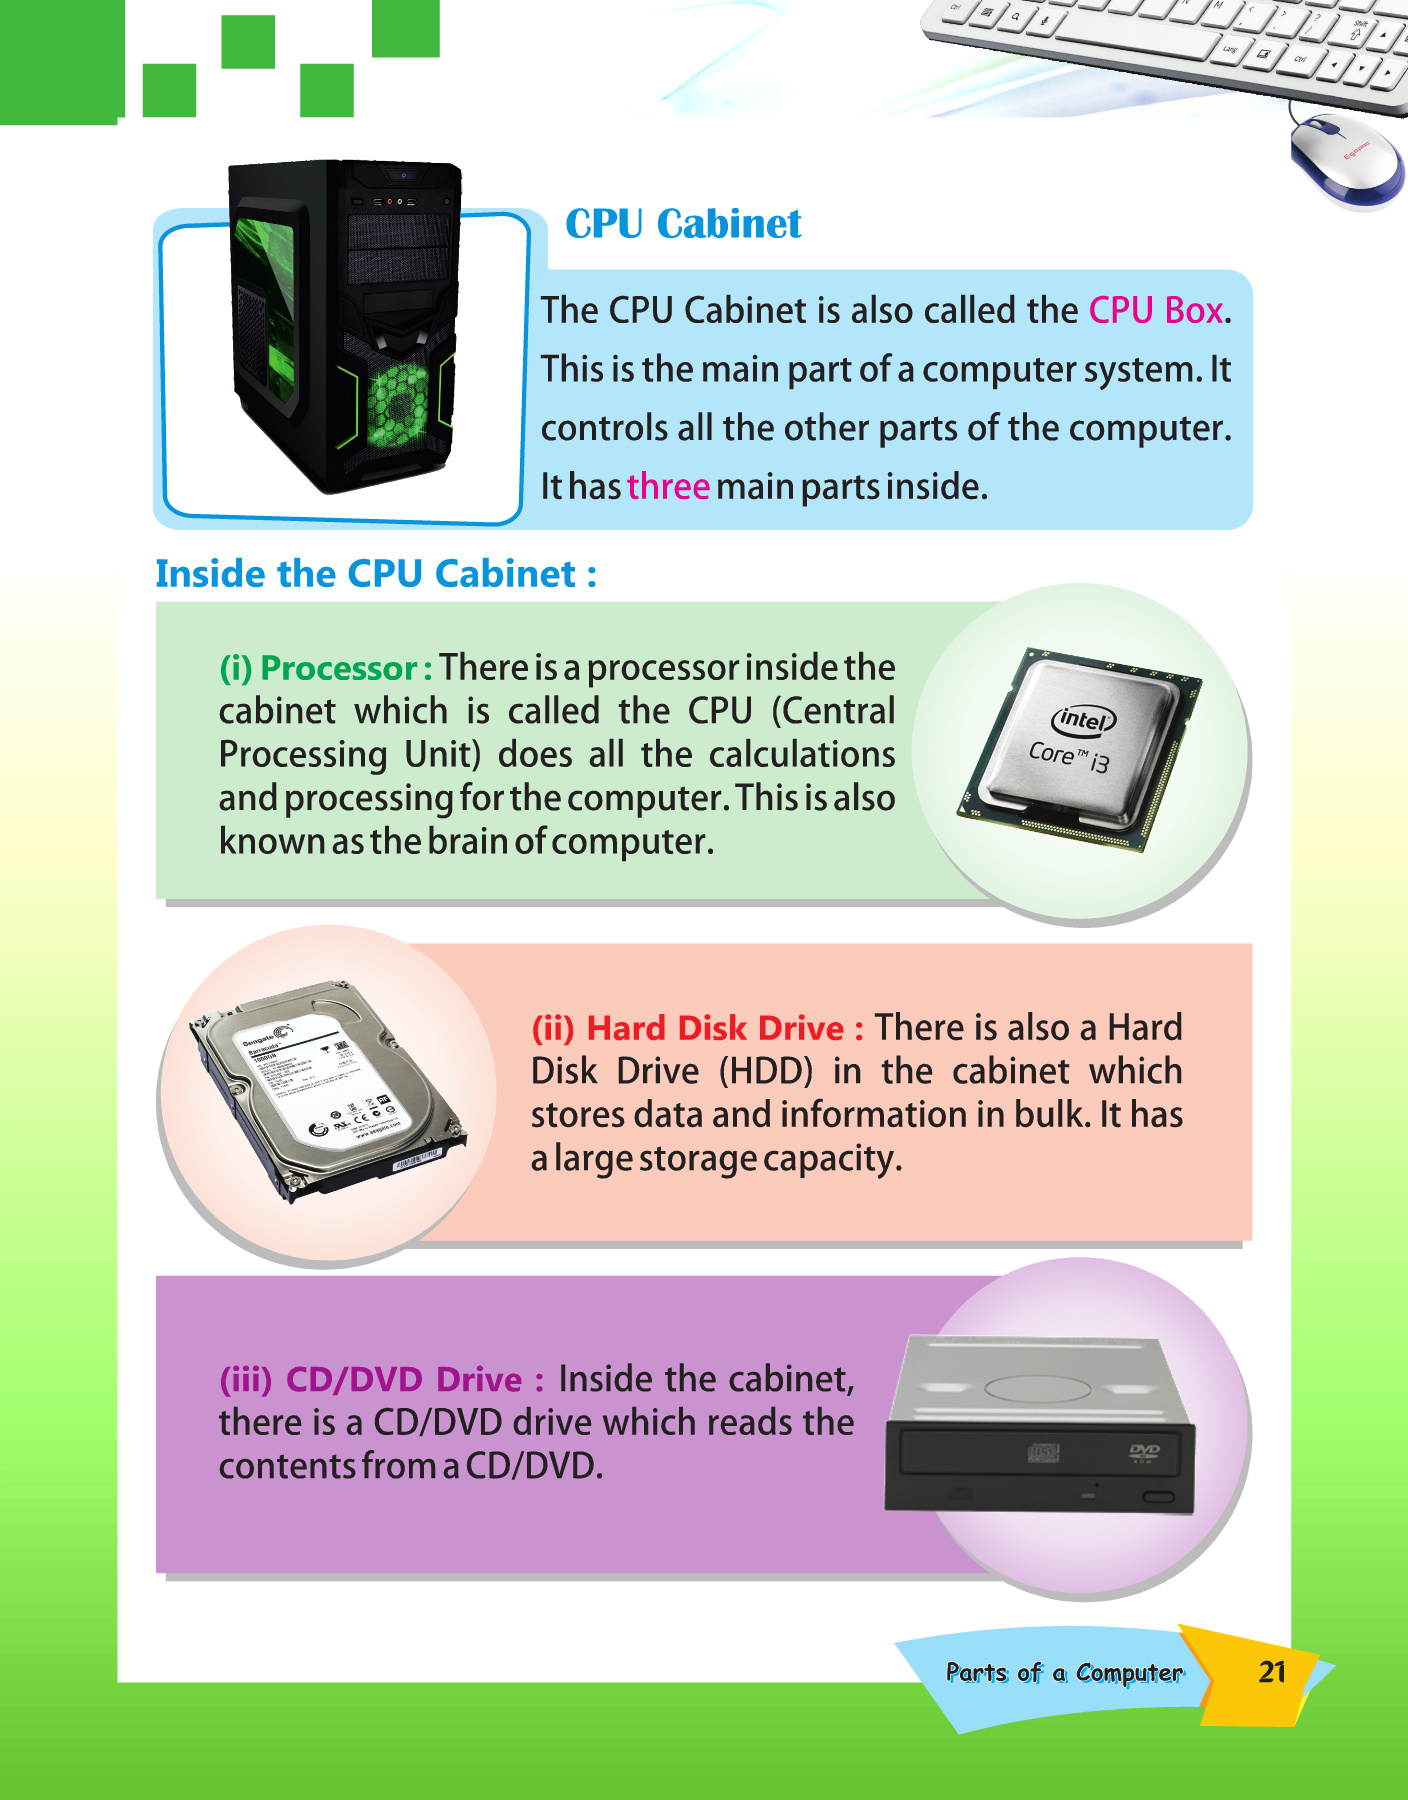 CPU Cabinet
The CPU Cabinet is also called the CPU Box.
This is the main part of a computer system. It
controls all the other parts of the computer.
It has three main parts inside.
Inside the CPU Cabinet :
(i) Processor : There is a processor inside the
cabinet which is called the CPU (Central
Processing Unit) does all the calculations
and processing for the computer. This is also
known as the brain of computer.
intel
Core™ i3
Seagate
Barracuda
www.seagate.com
(ii) Hard Disk Drive : There is also a Hard
Disk Drive (HDD) in the cabinet which
stores data and information in bulk. It has
a large storage capacity.
(iii) CD/DVD Drive : Inside the cabinet,
there is a CD/DVD drive which reads the
contents from a CD/DVD.
DVD
Parts of a Computer
21